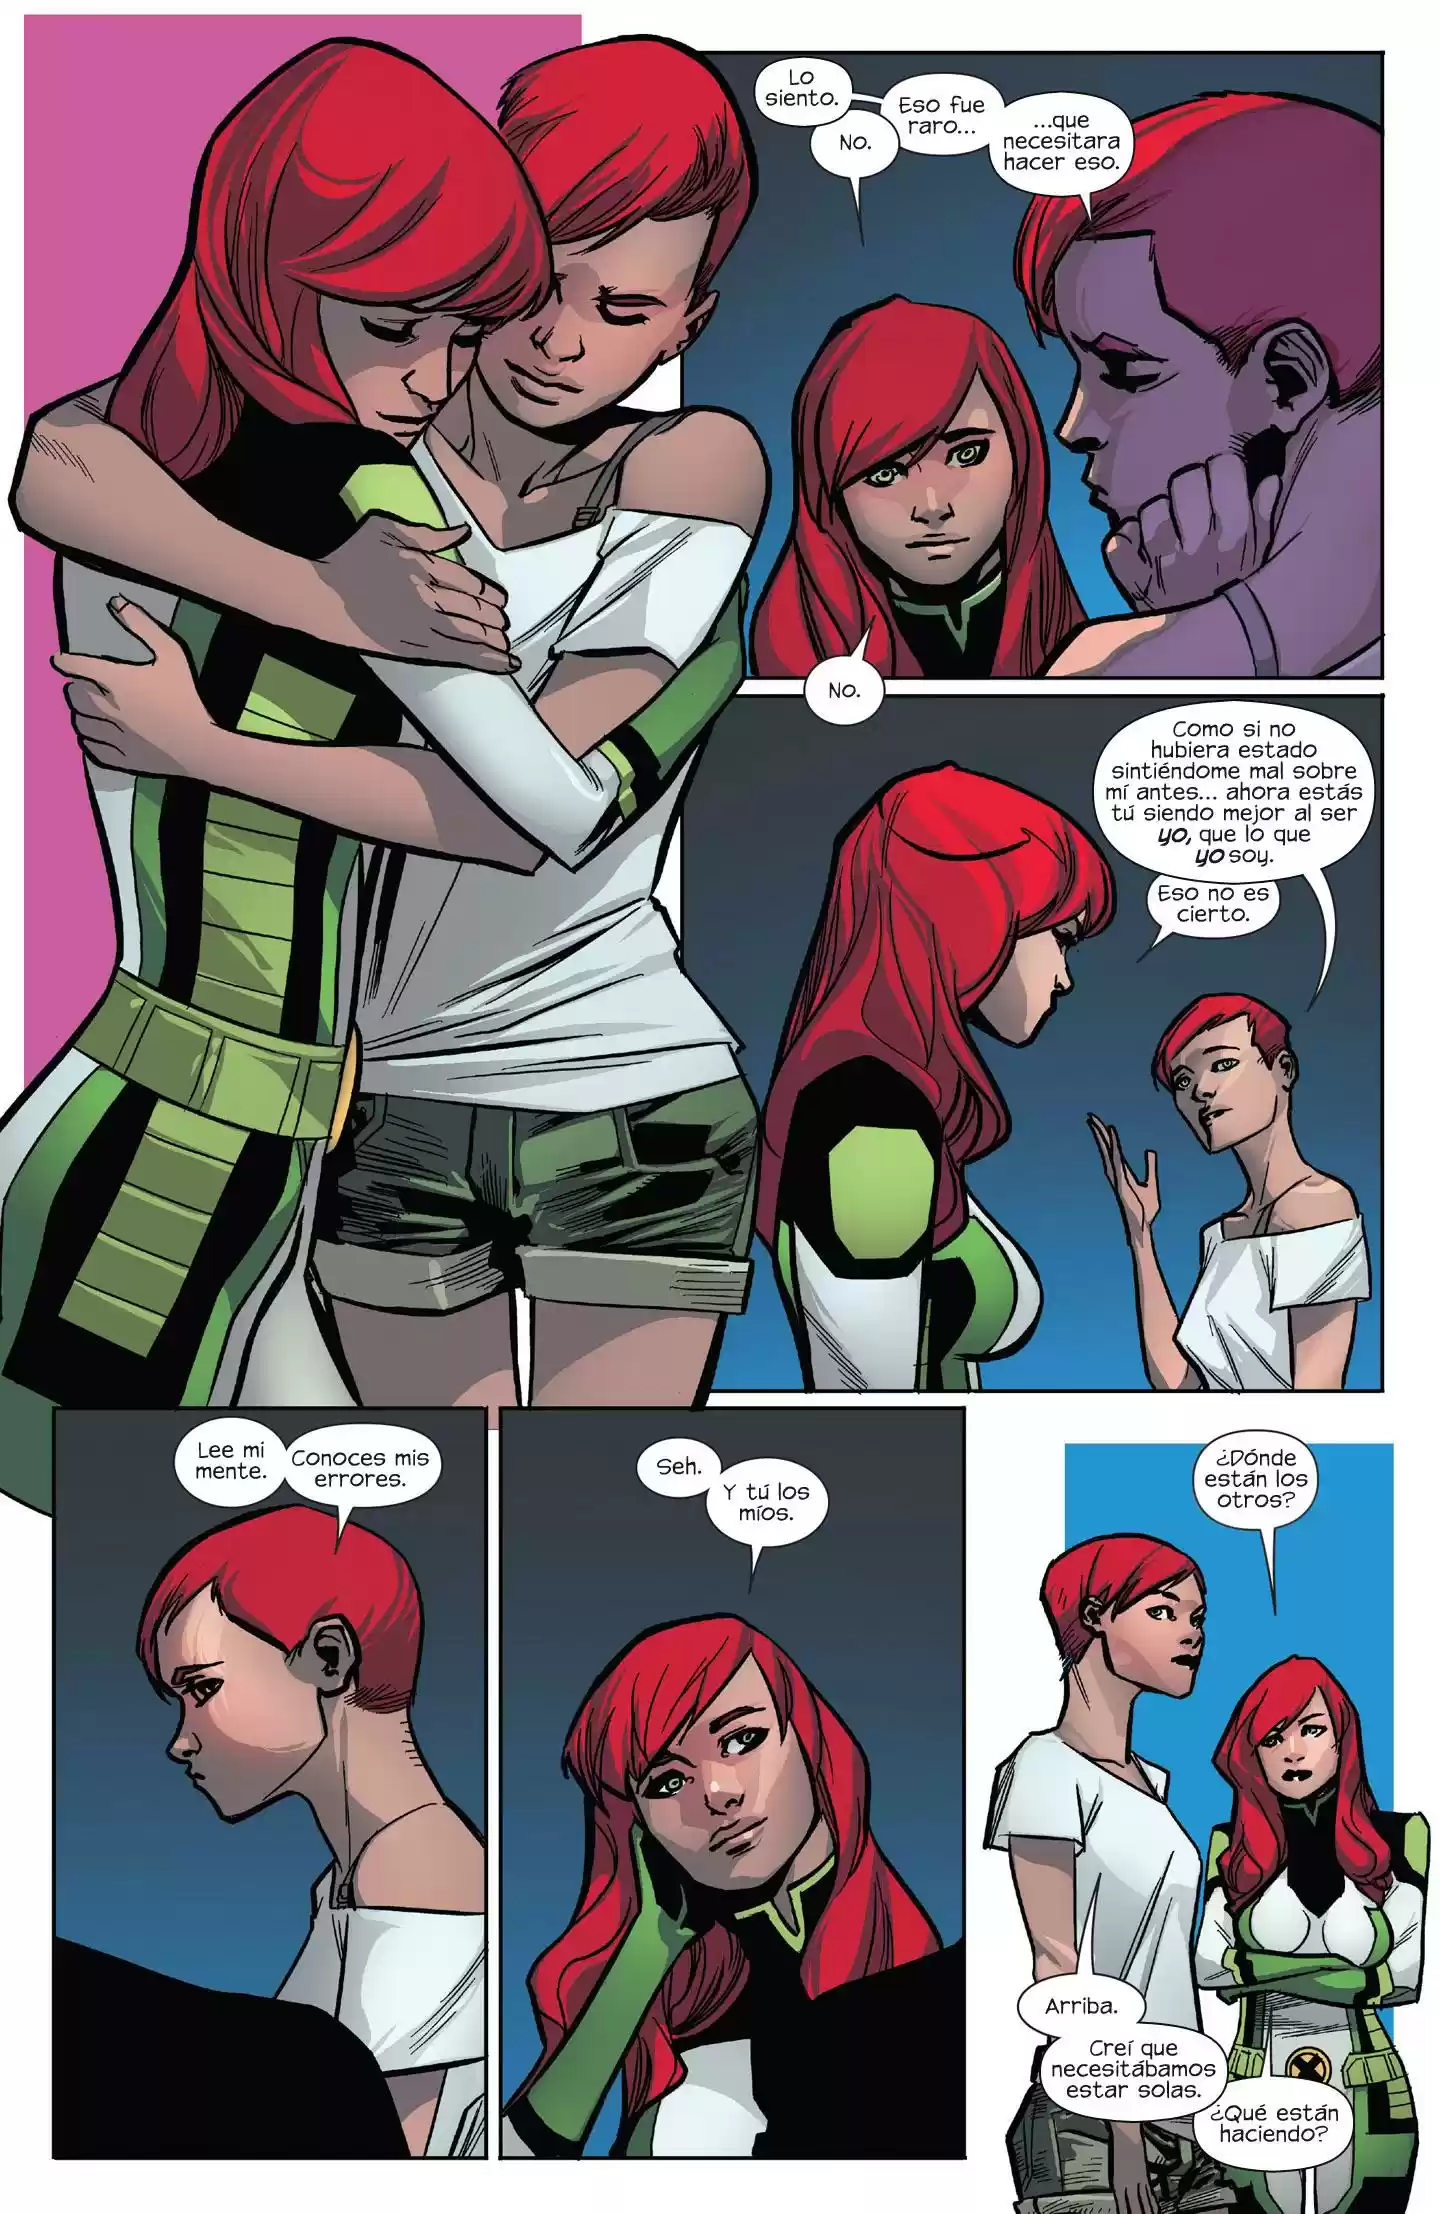 Lo
siento.
No.
Eso fue
raro...
...que
necesitara
hacer eso.
No.
Como si no
hubiera estado
sintiéndome mal sobre
mí antes... ahora estás
tú siendo mejor al ser
yo, que lo que
yo soy.
Eso no es
cierto.
Lee mi
mente.
Conoces mis
errores.
Seh.
Y tú los
míos.
¿Dónde
están los
otros?
Arriba.
Creí que
necesitábamos
estar solas.
¿Qué están
haciendo?